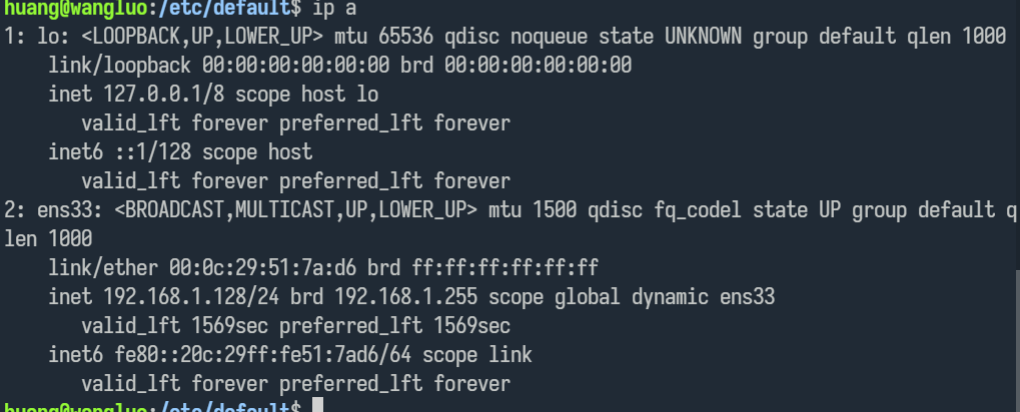 huang@wangluo:/etc/default$ ip a
1: lo: <LOOPBACK,UP,LOWER_UP> mtu 65536 qdisc noqueue state UNKNOWN group default qlen 1000
link/loopback 00:00:00:00:00:00 brd 00:00:00:00:00:00
inet 127.0.0.1/8 scope host lo
valid_lft forever preferred_lft forever
inet6 ::1/128 scope host
valid_lft forever preferred_lft forever
2: ens33: <BROADCAST,MULTICAST,UP,LOWER_UP> mtu 1500 qdisc fq_codel state UP group default q
len 1000
link/ether 00:0c:29:51:7a:d6 brd ff:ff:ff:ff:ff:ff
inet 192.168.1.128/24 brd 192.168.1.255 scope global dynamic ens33
valid_lft 1569sec preferred_lft 1569sec
inet6 fe80::20c:29ff:fe51:7ad6/64 scope link
valid_lft forever preferred_lft forever
huang@wangluo:/etc/default$